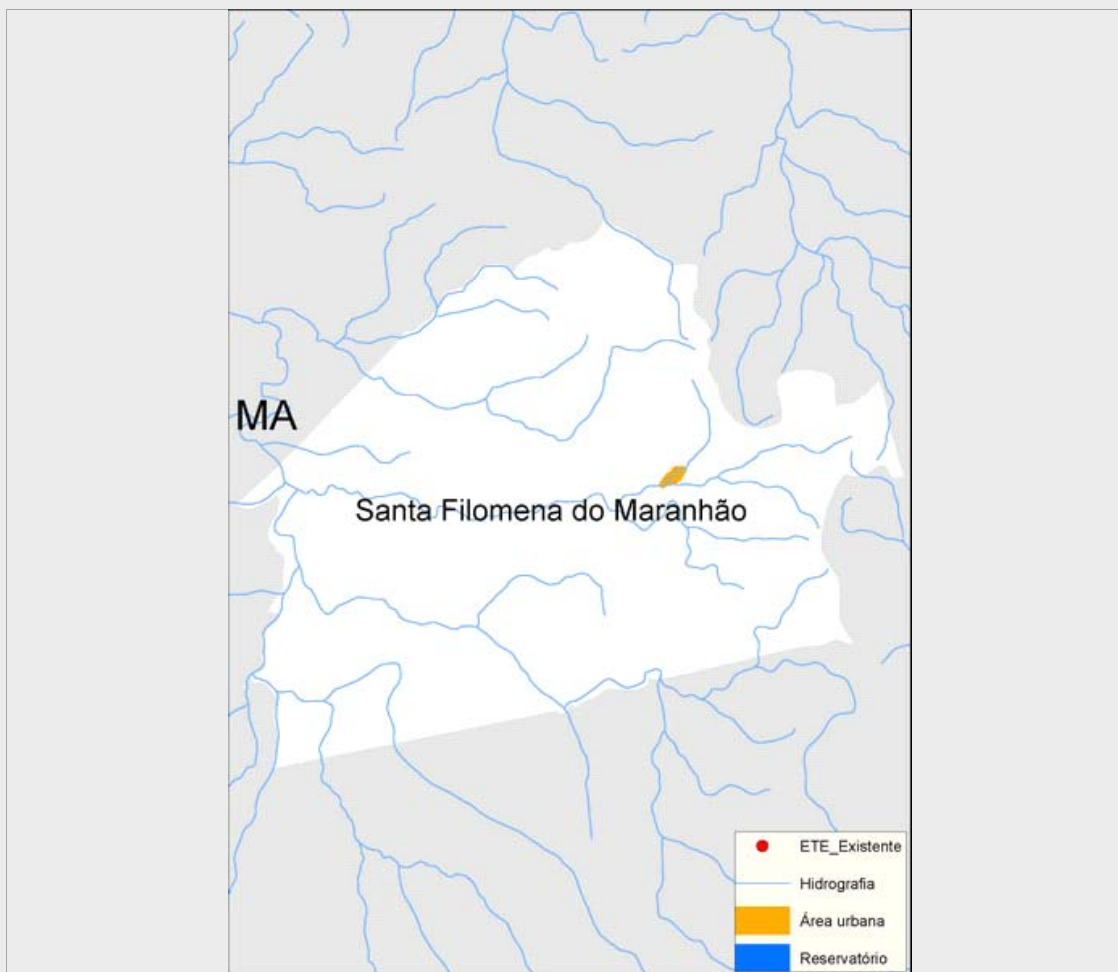 MA
Santa Filomena do Maranhão
ETE_Existente
Hidrografia
Área urbana
Reservatório